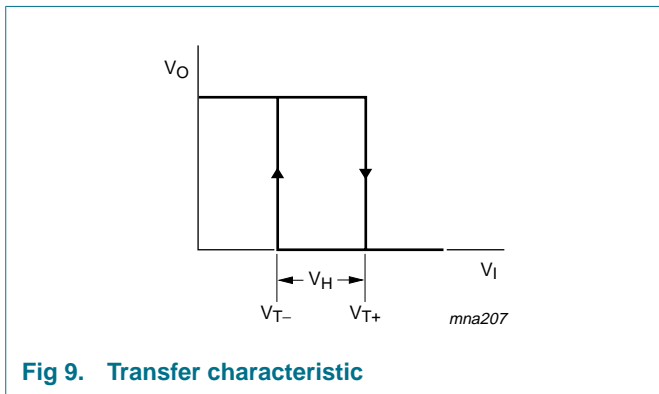 VO
VH
VI
VT− VT+
mna207
Fig 9. Transfer characteristic